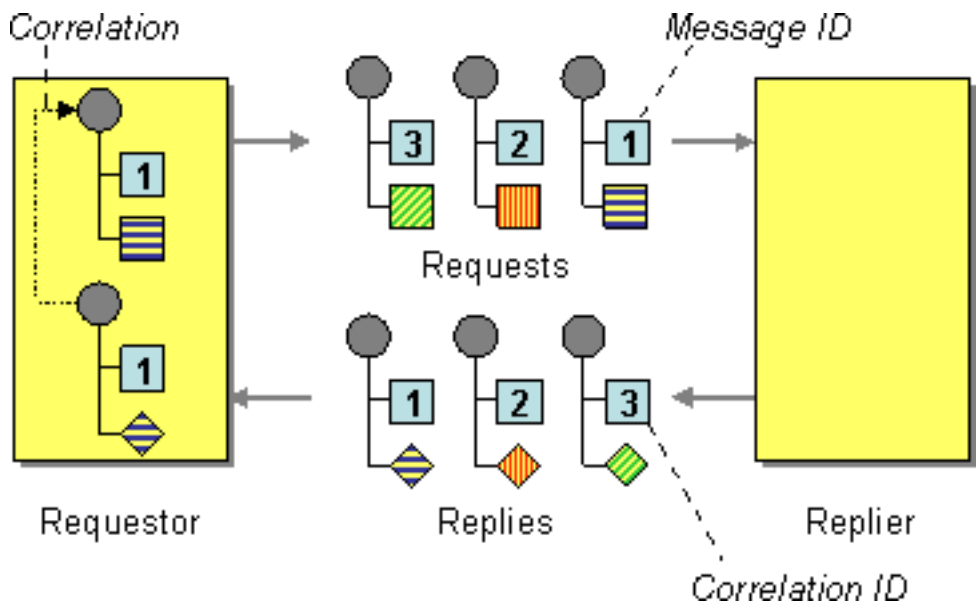 Correlation
Message ID
1
3 2 1
Requests
1
1 2 3
Requestor
Replies
Replier
Correlation ID